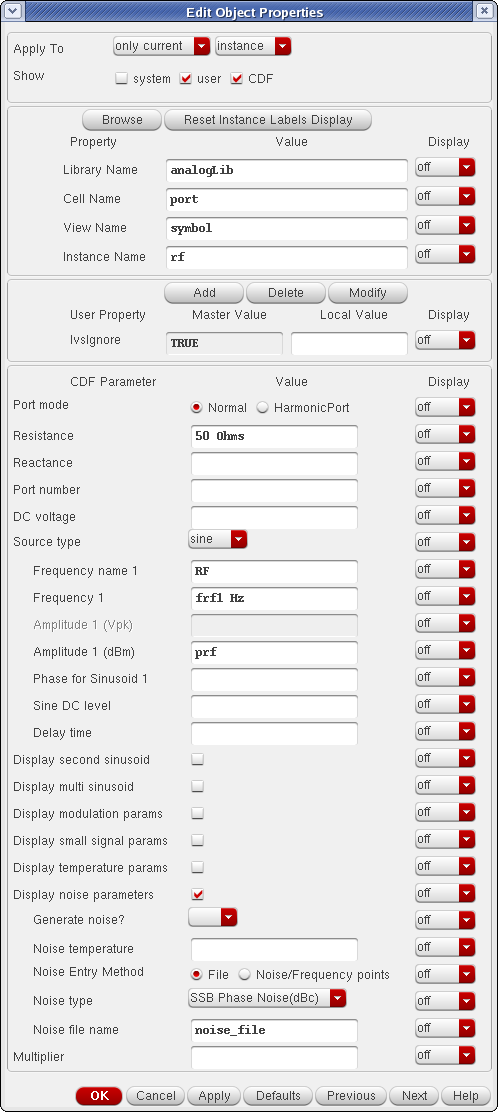 Edit Object Properties
Apply To only current instance
Show system user CDF
Browse Reset Instance Labels Display
Property Value Display
Library Name analogLib off
Cell Name port off
View Name symbol off
Instance Name rf off
Add Delete Modify
User Property Master Value Local Value Display
lvsIgnore TRUE off
CDF Parameter Value Display
Port mode Normal HarmonicPort off
Resistance 50 Ohms off
Reactance off
Port number off
DC voltage off
Source type sine off
Frequency name 1 RF off
Frequency 1 frf1 Hz off
Amplitude 1 (Vpk) off
Amplitude 1 (dBm) prf off
Phase for Sinusoid 1 off
Sine DC level off
Delay time off
Display second sinusoid off
Display multi sinusoid off
Display modulation params off
Display small signal params off
Display temperature params off
Display noise parameters off
Generate noise? off
Noise temperature off
Noise Entry Method File Noise/Frequency points off
Noise type SSB Phase Noise(dBc) off
Noise file name noise_file off
Multiplier off
OK Cancel Apply Defaults Previous Next Help